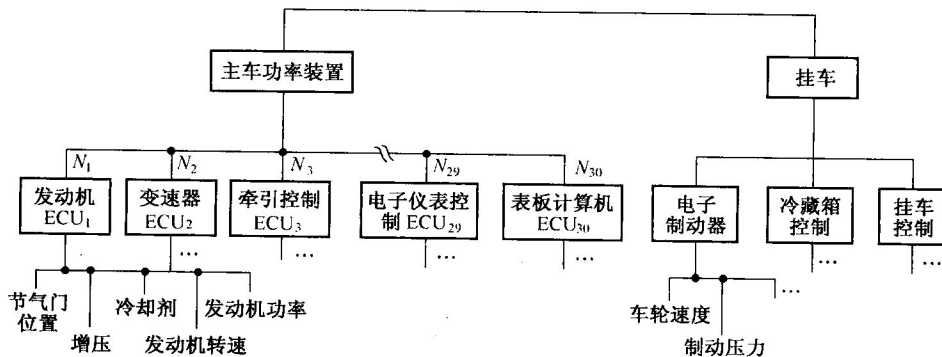 主车功率装置
挂车
N₁
N₂
N₃
N₂₉
N₃₀
发动机
ECU₁
变速器
ECU₂
牵引控制
ECU₃
电子仪表控
制 ECU₂₉
表板计算机
ECU₃₀
电子
制动器
冷藏箱
控制
挂车
控制
…
…
…
…
…
…
节气门
位置
增压
冷却剂
发动机转速
发动机功率
车轮速度
制动压力
…